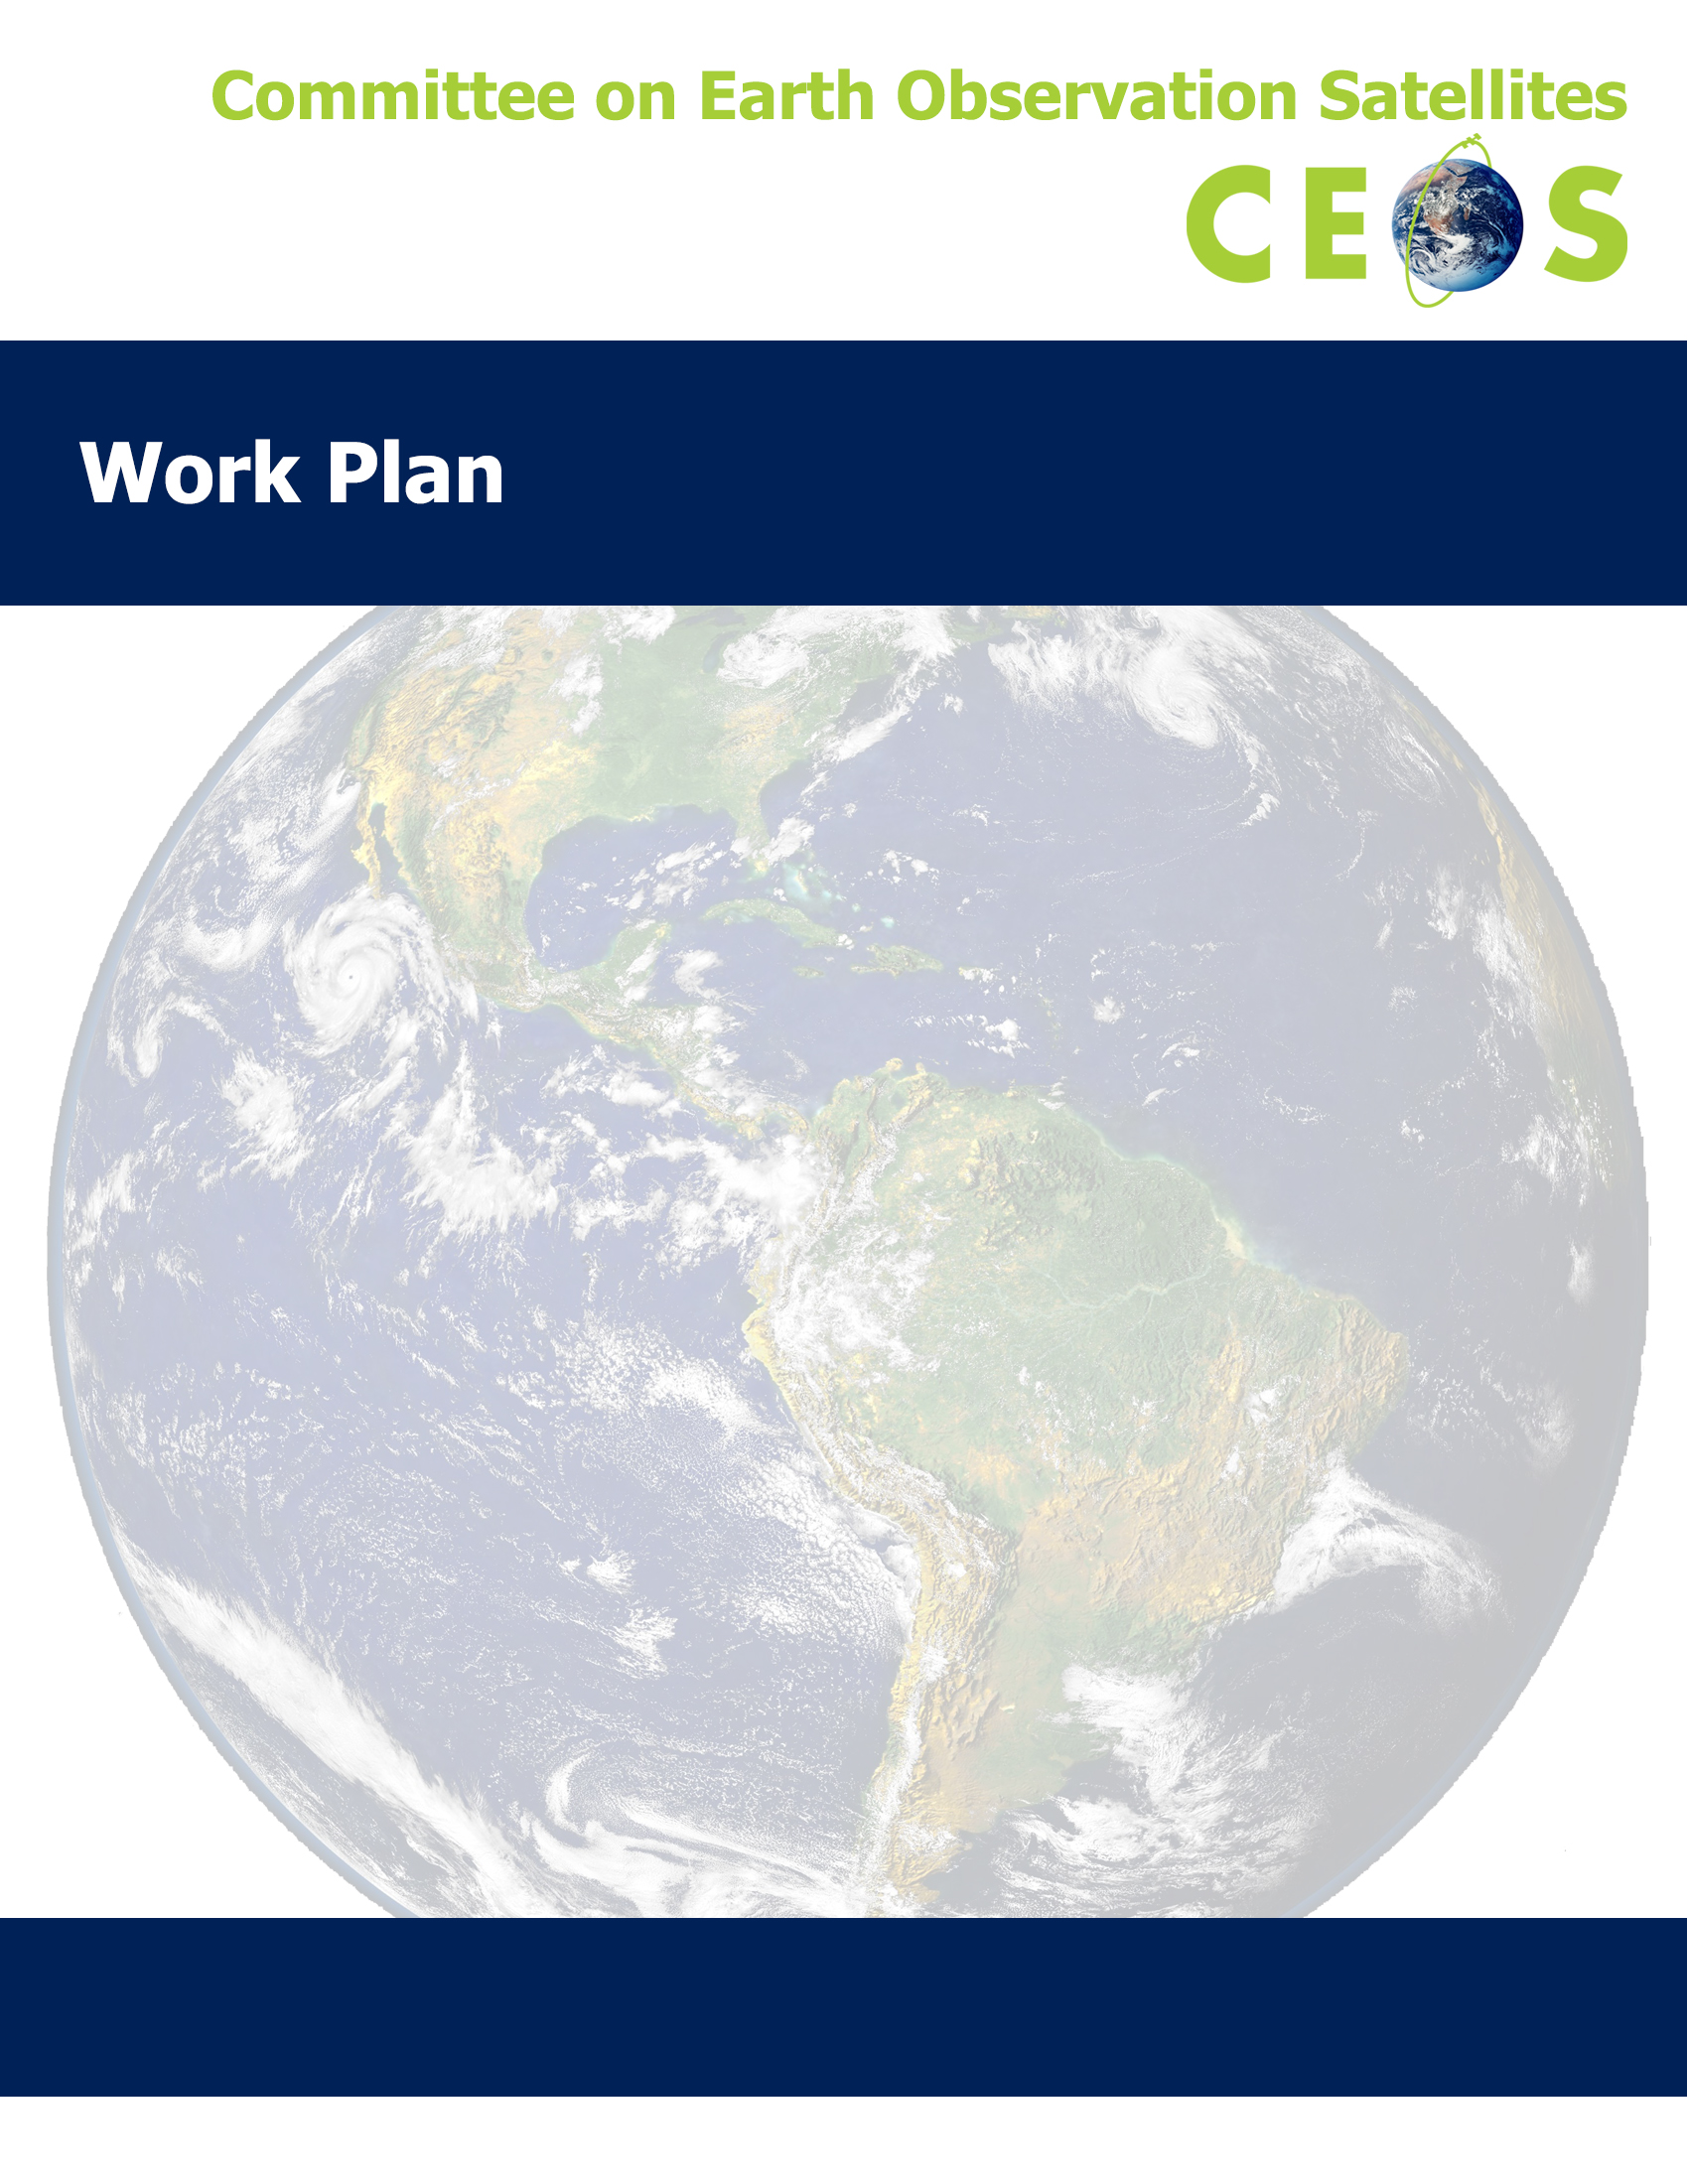 Committee on Earth Observation Satellites
CEOS
Work Plan